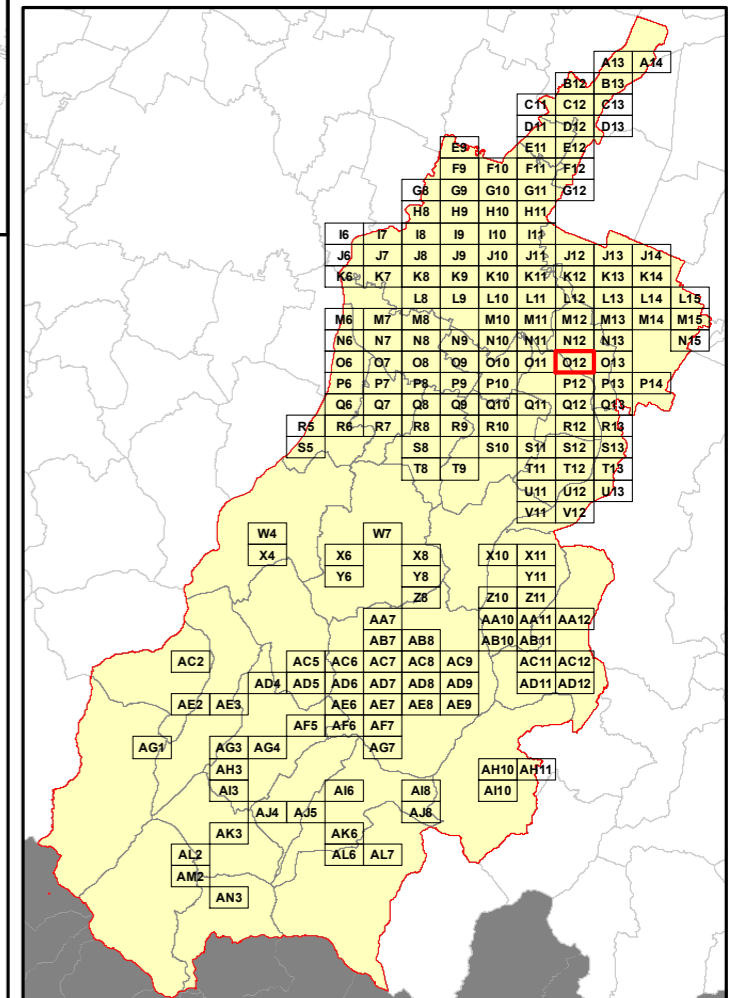 A13 A14
B12 B13
C11 C12 C13
D11 D12 D13
E9 E11 E12
F9 F10 F11 F12
G8 G9 G10 G11 G12
H8 H9 H10 H11
I6 I7 I8 I9 I10 I11
J6 J7 J8 J9 J10 J11 J12 J13 J14
K6 K7 K8 K9 K10 K11 K12 K13 K14
L8 L9 L10 L11 L12 L13 L14 L15
M6 M7 M8 M10 M11 M12 M13 M14 M15
N6 N7 N8 N9 N10 N11 N12 N13 N15
O6 O7 O8 O9 O10 O11 O12 O13
P6 P7 P8 P9 P10 P12 P13 P14
Q6 Q7 Q8 Q9 Q10 Q11 Q12 Q13
R5 R6 R7 R8 R9 R10 R12 R13
S5 S8 S10 S11 S12 S13
T8 T9 T11 T12 T13
U11 U12 U13
V11 V12
W4 W7
X4 X6 X8 X10 X11
Y6 Y8 Y11
Z8 Z10 Z11
AA7 AA10 AA11 AA12
AB7 AB8 AB10 AB11
AC2 AC5 AC6 AC7 AC8 AC9 AC11 AC12
AD4 AD5 AD6 AD7 AD8 AD9 AD11 AD12
AE2 AE3 AE6 AE7 AE8 AE9
AF5 AF6 AF7
AG1 AG3 AG4 AG7
AH3 AH10 AH11
AI3 AI6 AI8 AI10
AJ4 AJ5 AJ8
AK3 AK6
AL2 AL6 AL7
AM2
AN3